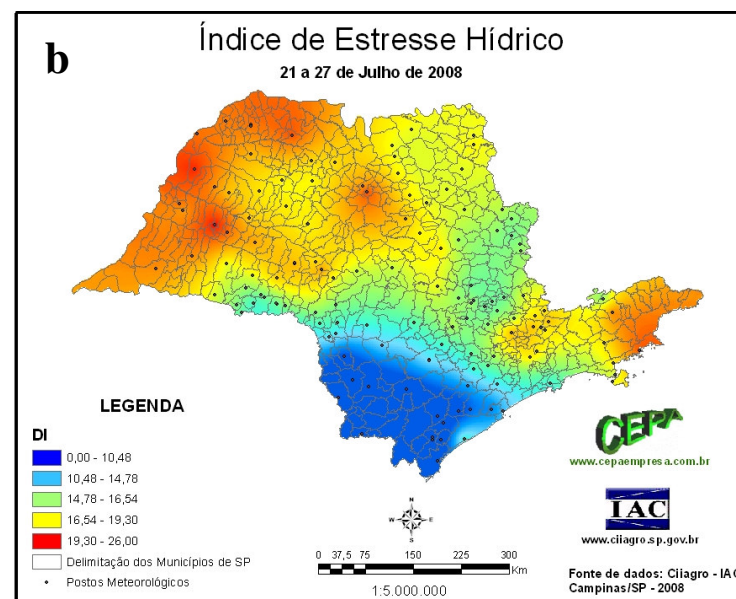 b
Índice de Estresse Hídrico
21 a 27 de Julho de 2008
LEGENDA
DI
0,00 - 10,48
10,48 - 14,78
14,78 - 16,54
16,54 - 19,30
19,30 - 26,00
Delimitação dos Municípios de SP
Postos Meteorológicos
N
W E
S
0 37,5 75 150 225 300
Km
1:5.000.000
CEPA
www.cepaempresa.com.br
IAC
www.ciiagro.sp.gov.br
Fonte de dados: Ciiagro - IAC
Campinas/SP - 2008